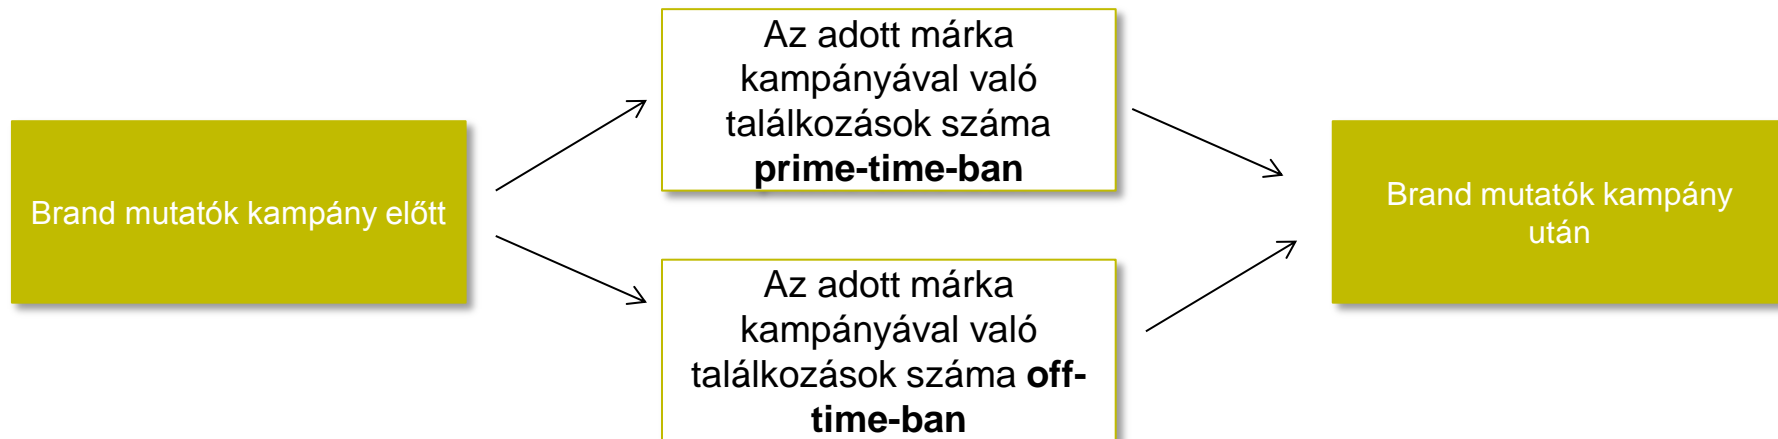 Brand mutatók kampány előtt
Az adott márka
kampányával való
találkozások száma
prime-time-ban
Az adott márka
kampányával való
találkozások száma off-
time-ban
Brand mutatók kampány
után